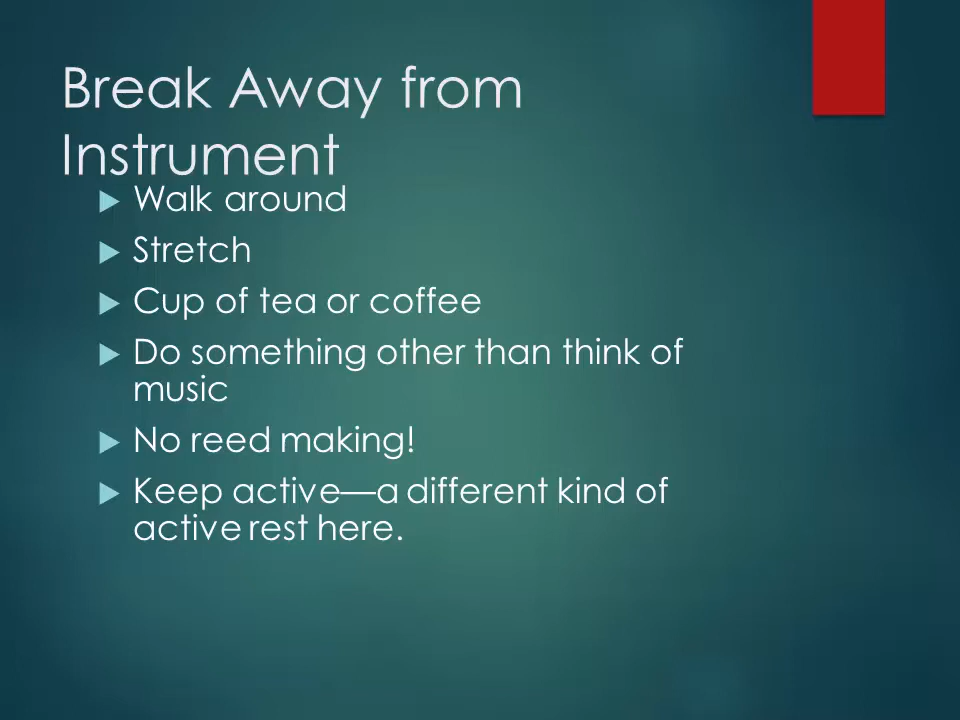 Break Away from
Instrument
Walk around
Stretch
Cup of tea or coffee
Do something other than think of
music
No reed making!
Keep active—a different kind of
active rest here.